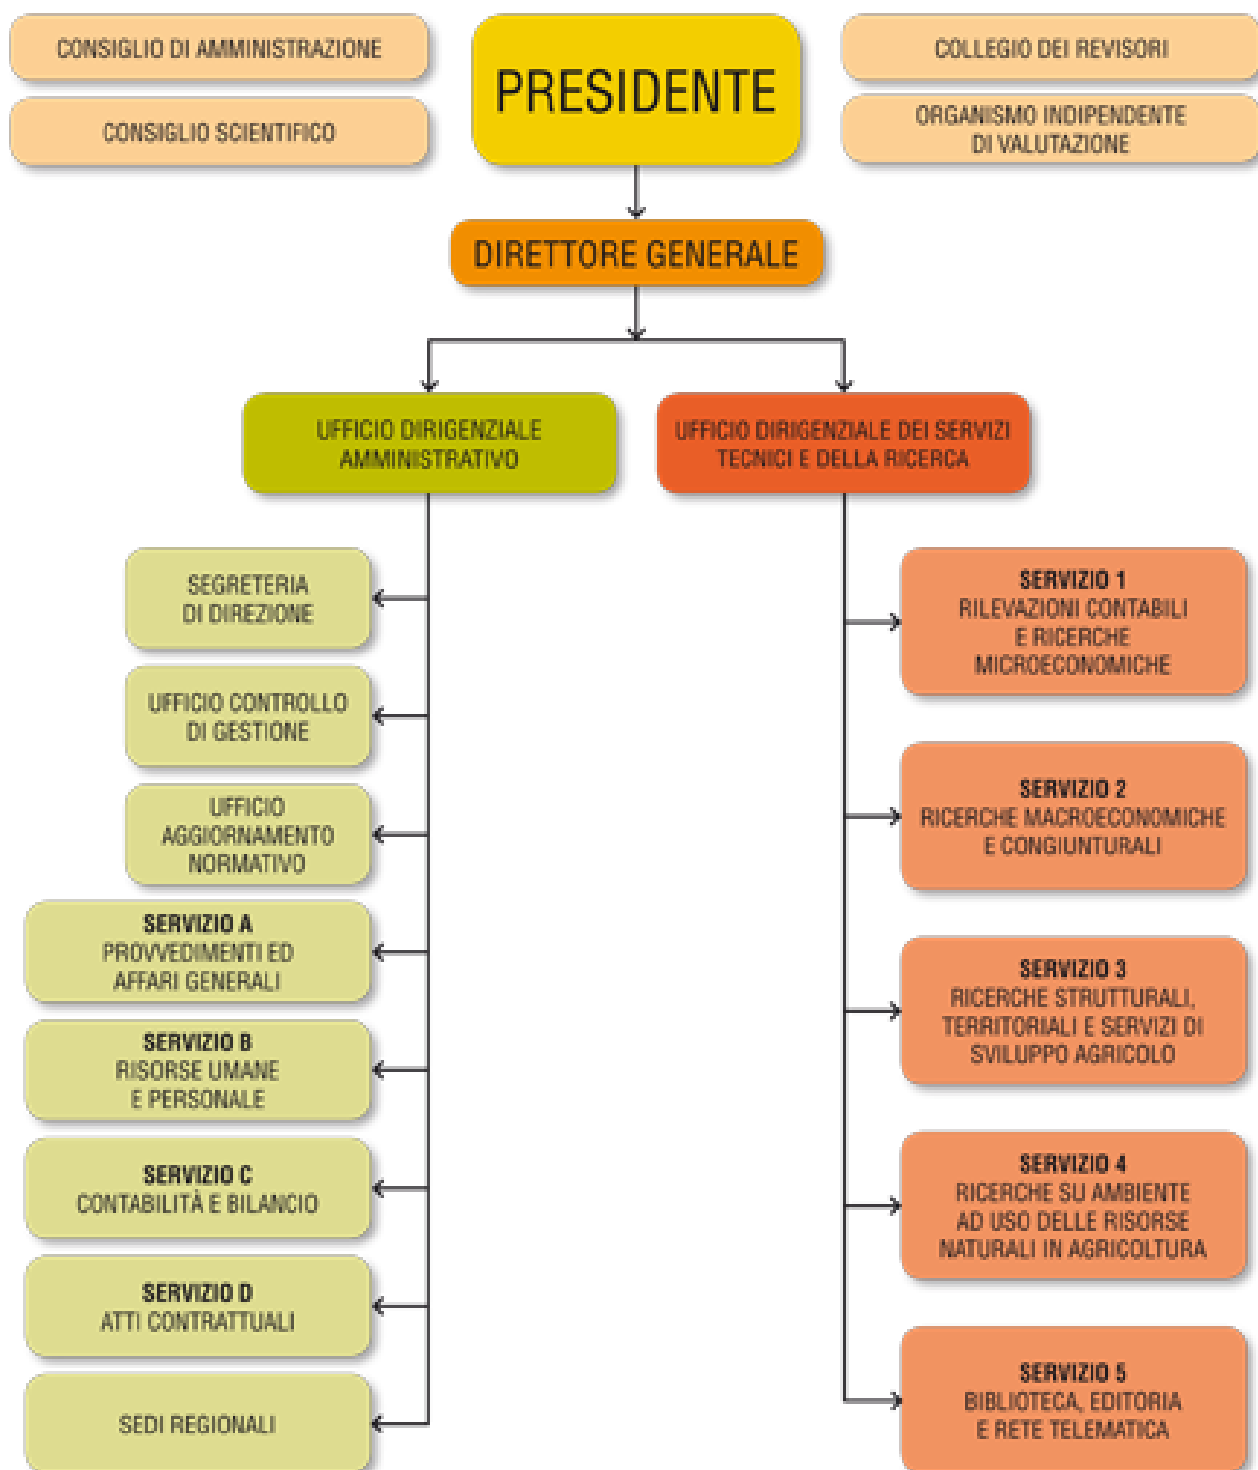 CONSIGLIO DI AMMINISTRAZIONE
CONSIGLIO SCIENTIFICO
PRESIDENTE
COLLEGIO DEI REVISORI
ORGANISMO INDIPENDENTE
DI VALUTAZIONE
DIRETTORE GENERALE
UFFICIO DIRIGENZIALE
AMMINISTRATIVO
SEGRETERIA
DI DIREZIONE
UFFICIO CONTROLLO
DI GESTIONE
UFFICIO
AGGIORNAMENTO
NORMATIVO
SERVIZIO A
PROVVEDIMENTI ED
AFFARI GENERALI
SERVIZIO B
RISORSE UMANE
E PERSONALE
SERVIZIO C
CONTABILITÀ E BILANCIO
SERVIZIO D
ATTI CONTRATTUALI
SEDI REGIONALI
UFFICIO DIRIGENZIALE DEI SERVIZI
TECNICI E DELLA RICERCA
SERVIZIO 1
RILEVAZIONI CONTABILI
E RICERCHE
MICROECONOMICHE
SERVIZIO 2
RICERCHE MACROECONOMICHE
E CONGIUNTURALI
SERVIZIO 3
RICERCHE STRUTTURALI,
TERRITORIALI E SERVIZI DI
SVILUPPO AGRICOLO
SERVIZIO 4
RICERCHE SU AMBIENTE
AD USO DELLE RISORSE
NATURALI IN AGRICOLTURA
SERVIZIO 5
BIBLIOTECA, EDITORIA
E RETE TELEMATICA